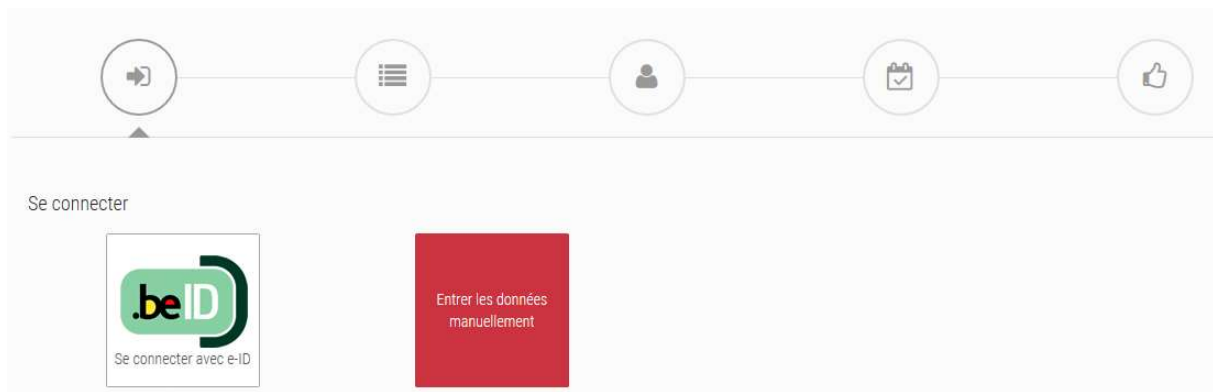 Se connecter
.beID
Se connecter avec e-ID
Entrer les données
manuellement